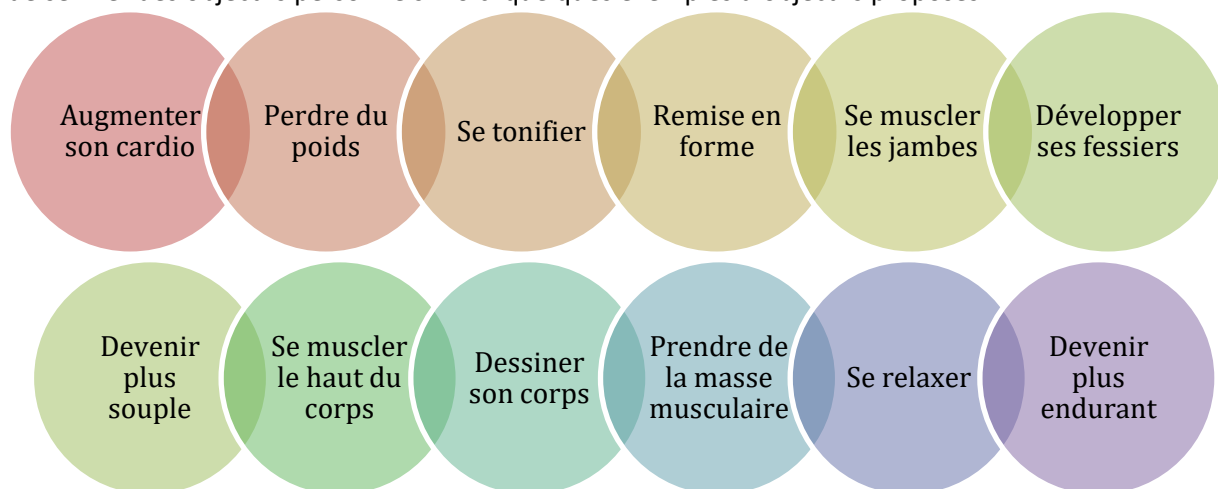 Augmenter
son cardio
Perdre du
poids
Se tonifier
Remise en
forme
Se muscler
les jambes
Développer
ses fessiers
Devenir
plus
souple
Se muscler
le haut du
corps
Dessiner
son corps
Prendre de
la masse
musculaire
Se relaxer
Devenir
plus
endurant